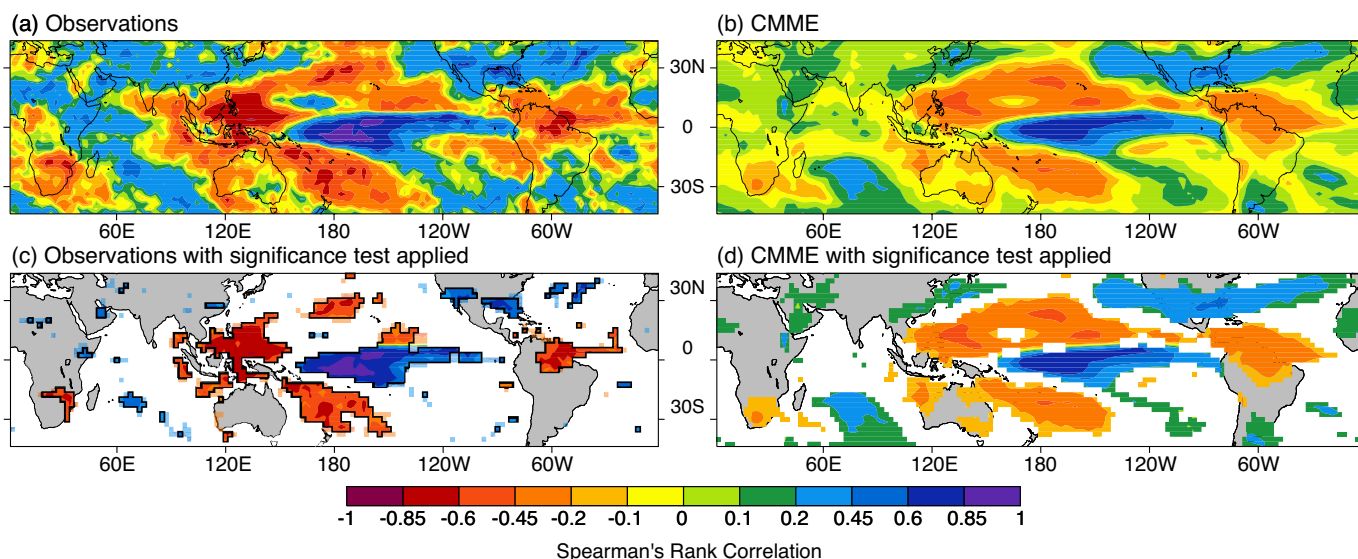 (a) Observations
(b) CMME
30N
0
30S
60E 120E 180 120W 60W
60E 120E 180 120W 60W
(c) Observations with significance test applied
(d) CMME with significance test applied
30N
0
30S
60E 120E 180 120W 60W
60E 120E 180 120W 60W
-1 -0.85 -0.6 -0.45 -0.2 -0.1 0 0.1 0.2 0.45 0.6 0.85 1
Spearman's Rank Correlation